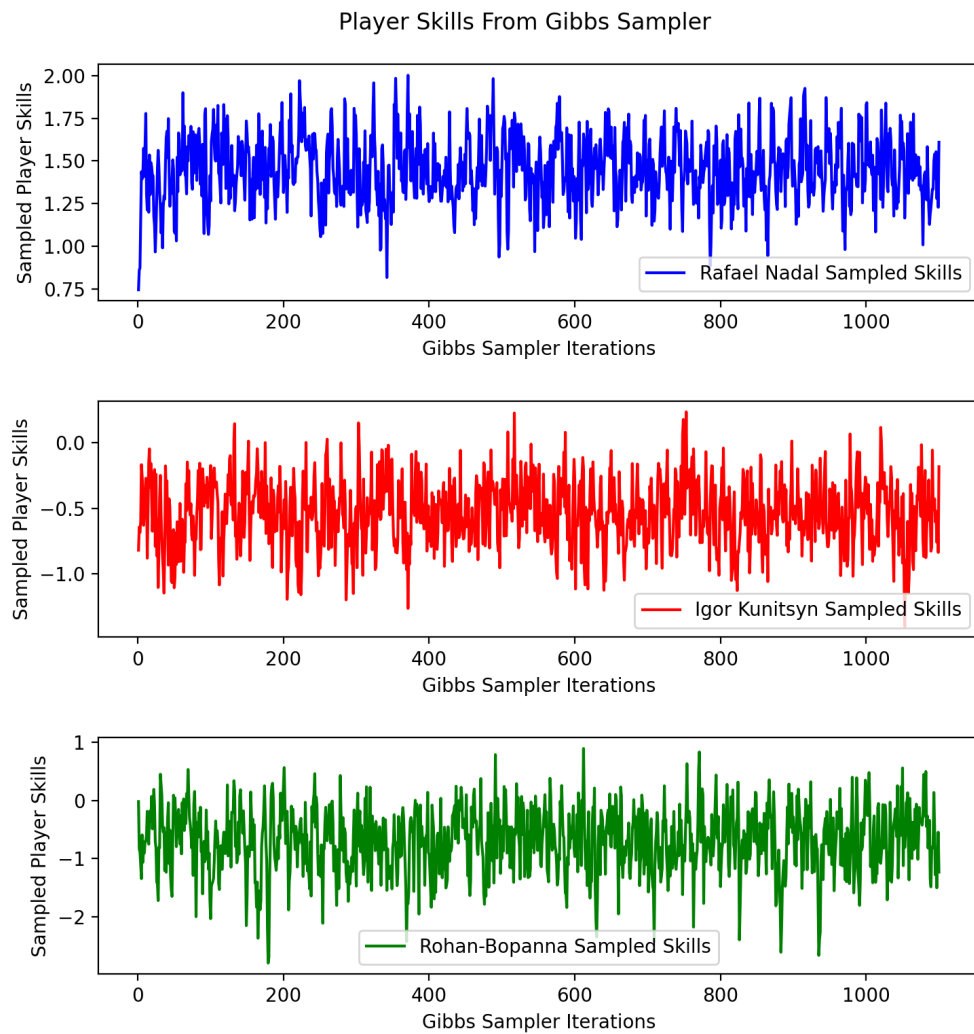 Player Skills From Gibbs Sampler
Sampled Player Skills
2.00
1.75
1.50
1.25
1.00
0.75
Rafael Nadal Sampled Skills
0 200 400 600 800 1000
Gibbs Sampler Iterations
Sampled Player Skills
0.0
−0.5
−1.0
Igor Kunitsyn Sampled Skills
0 200 400 600 800 1000
Gibbs Sampler Iterations
Sampled Player Skills
1
0
−1
−2
Rohan-Bopanna Sampled Skills
0 200 400 600 800 1000
Gibbs Sampler Iterations